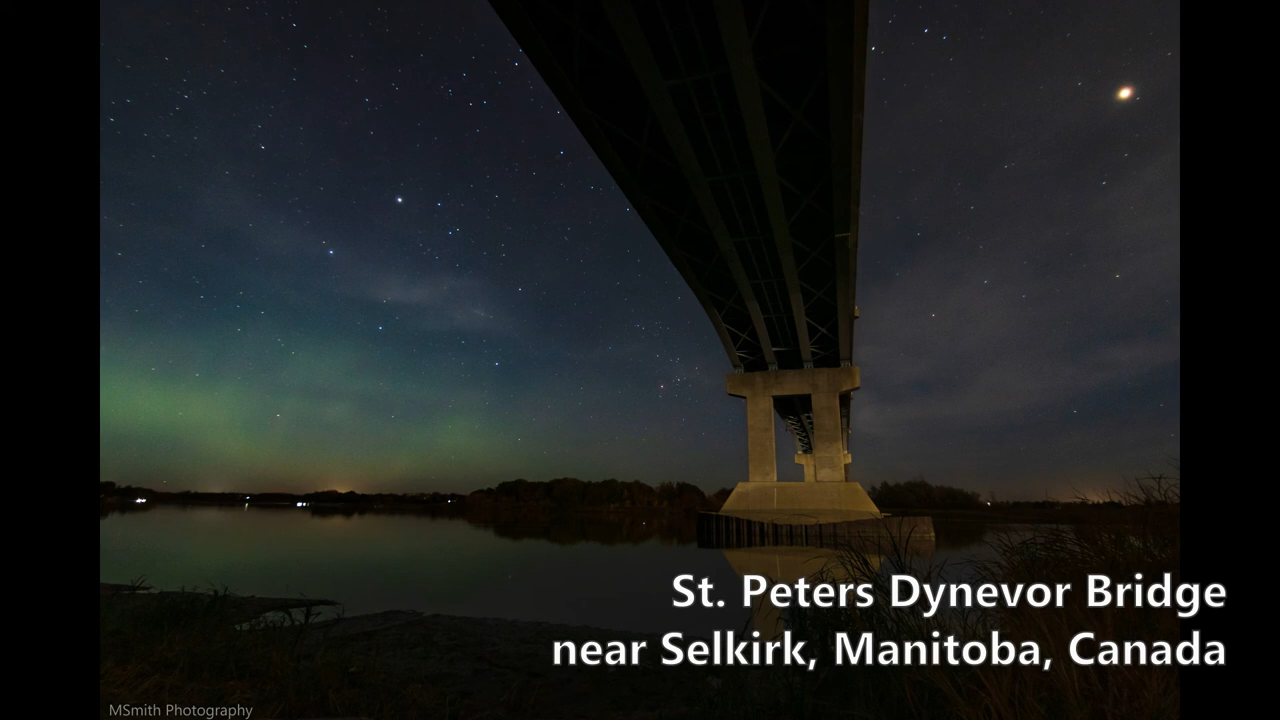 St. Peters Dynevor Bridge
near Selkirk, Manitoba, Canada
MSmith Photography